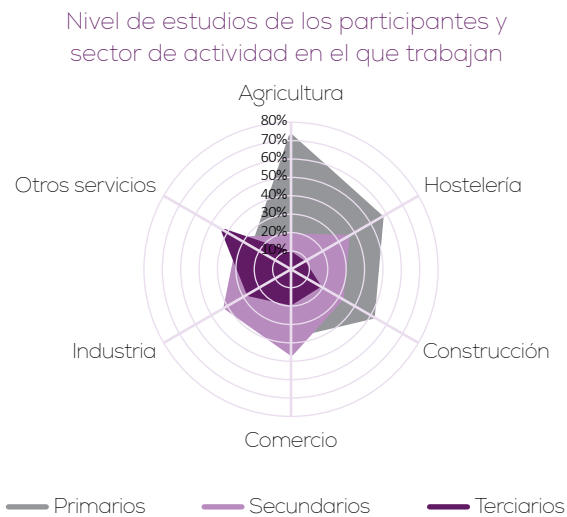 Nivel de estudios de los participantes y
sector de actividad en el que trabajan
Agricultura
80%
70%
60%
50%
40%
30%
20%
10%
Otros servicios
Hostelería
Industria
Construcción
Comercio
Primarios
Secundarios
Terciarios